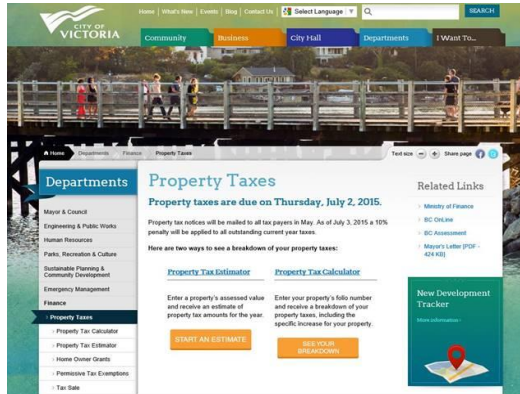 CITY OF
VICTORIA
Home | What's New | Events | Blog | Contact Us | Select Language
SEARCH
Community
Business
City Hall
Departments
I Want To...
Home Departments Finance Property Taxes
Text size - + Share page
Departments
Mayor & Council
Engineering & Public Works
Human Resources
Parks, Recreation & Culture
Sustainable Planning &
Community Development
Emergency Management
Finance
Property Taxes
Property Tax Calculator
Property Tax Estimator
Home Owner Grants
Permissive Tax Exemptions
Tax Sale
Property Taxes
Property taxes are due on Thursday, July 2, 2015.
Property tax notices will be mailed to all tax payers in May. As of July 3, 2015 a 10%
penalty will be applied to all outstanding current year taxes.
Here are two ways to see a breakdown of your property taxes:
Property Tax Estimator
Enter a property's assessed value
and receive an estimate of
property tax amounts for the year.
START AN ESTIMATE
Property Tax Calculator
Enter your property's folio number
and receive a breakdown of
property taxes, including the
specific increase for your property.
SEE YOUR
BREAKDOWN
Related Links
Ministry of Finance
BC OnLine
BC Assessment
Mayor's Letter [PDF -
424 KB]
New Development
Tracker
More information ›